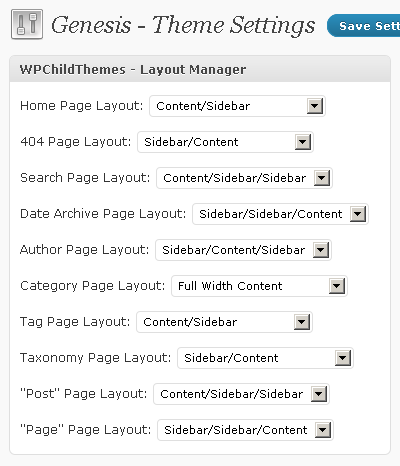 Genesis - Theme Settings Save Sett
WPChildThemes - Layout Manager
Home Page Layout: Content/Sidebar
404 Page Layout: Sidebar/Content
Search Page Layout: Content/Sidebar/Sidebar
Date Archive Page Layout: Sidebar/Sidebar/Content
Author Page Layout: Sidebar/Content/Sidebar
Category Page Layout: Full Width Content
Tag Page Layout: Content/Sidebar
Taxonomy Page Layout: Sidebar/Content
"Post" Page Layout: Content/Sidebar/Sidebar
"Page" Page Layout: Sidebar/Sidebar/Content